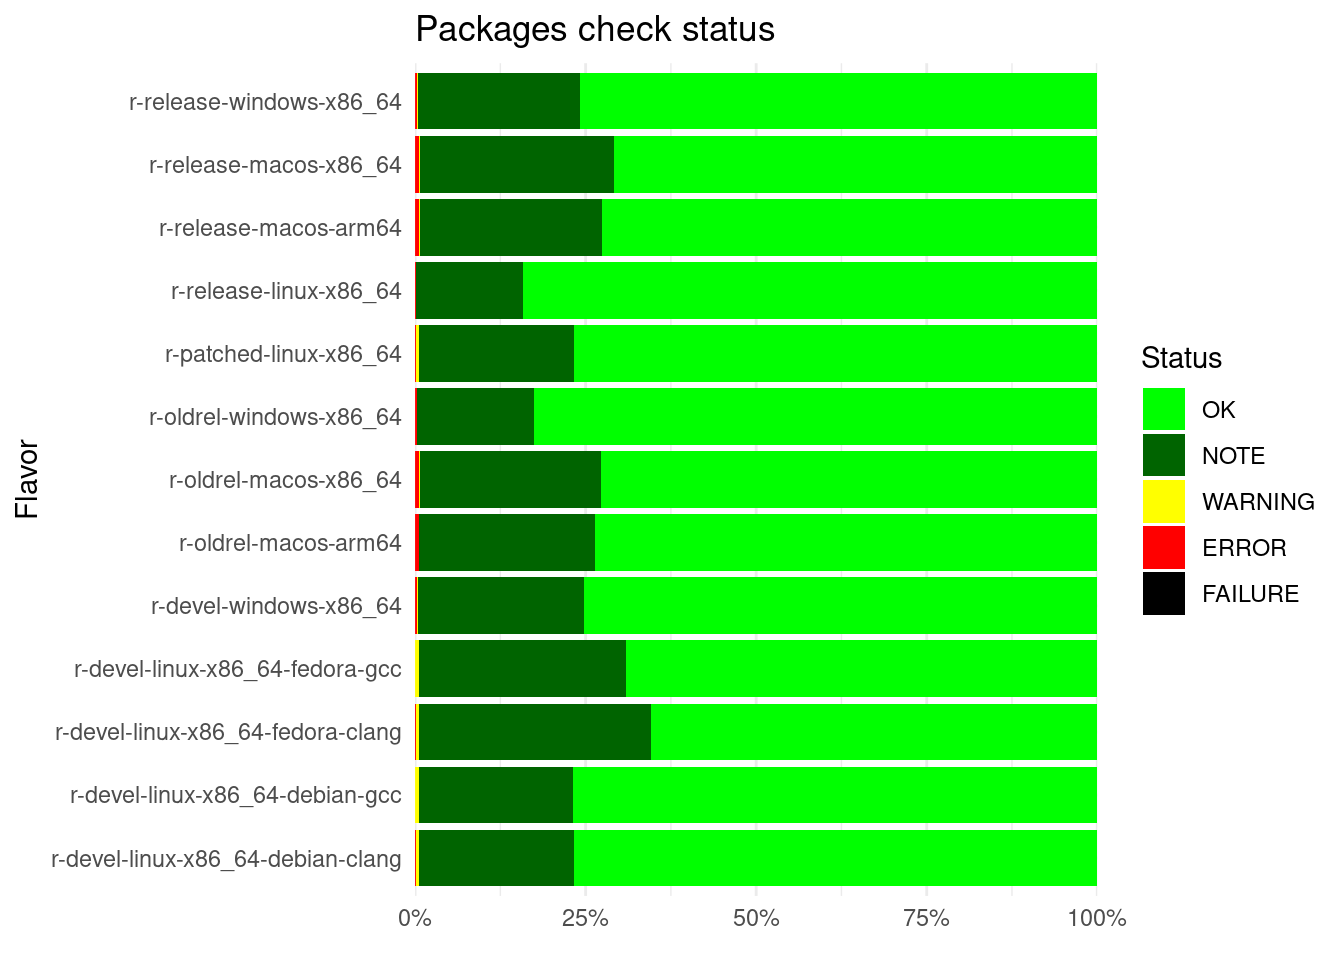 Packages check status
r-release-windows-x86_64
r-release-macos-x86_64
r-release-macos-arm64
r-release-linux-x86_64
r-patched-linux-x86_64
r-oldrel-windows-x86_64
r-oldrel-macos-x86_64
r-oldrel-macos-arm64
r-devel-windows-x86_64
r-devel-linux-x86_64-fedora-gcc
r-devel-linux-x86_64-fedora-clang
r-devel-linux-x86_64-debian-gcc
r-devel-linux-x86_64-debian-clang
Flavor
0% 25% 50% 75% 100%
Status
OK
NOTE
WARNING
ERROR
FAILURE